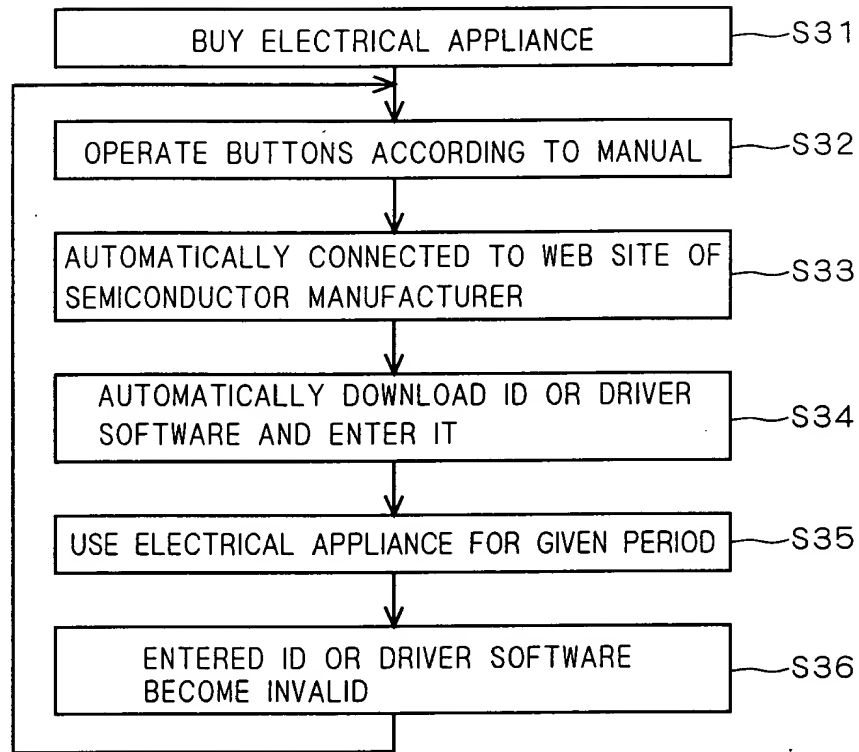 BUY ELECTRICAL APPLIANCE
S31
OPERATE BUTTONS ACCORDING TO MANUAL
S32
AUTOMATICALLY CONNECTED TO WEB SITE OF
SEMICONDUCTOR MANUFACTURER
S33
AUTOMATICALLY DOWNLOAD ID OR DRIVER
SOFTWARE AND ENTER IT
S34
USE ELECTRICAL APPLIANCE FOR GIVEN PERIOD
S35
ENTERED ID OR DRIVER SOFTWARE
BECOME INVALID
S36